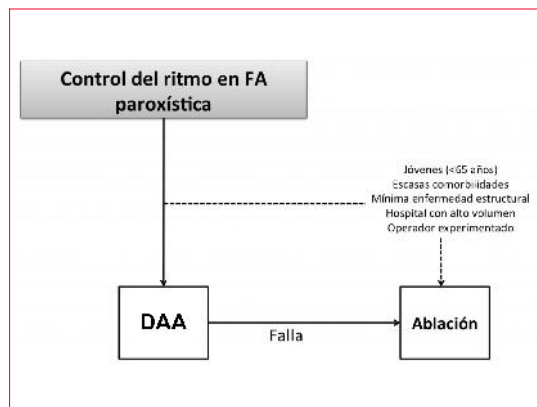 Control del ritmo en FA
paroxística
Jóvenes (<65 años)
Escasas comorbilidades
Mínima enfermedad estructural
Hospital con alto volumen
Operador experimentado
DAA
Falla
Ablación